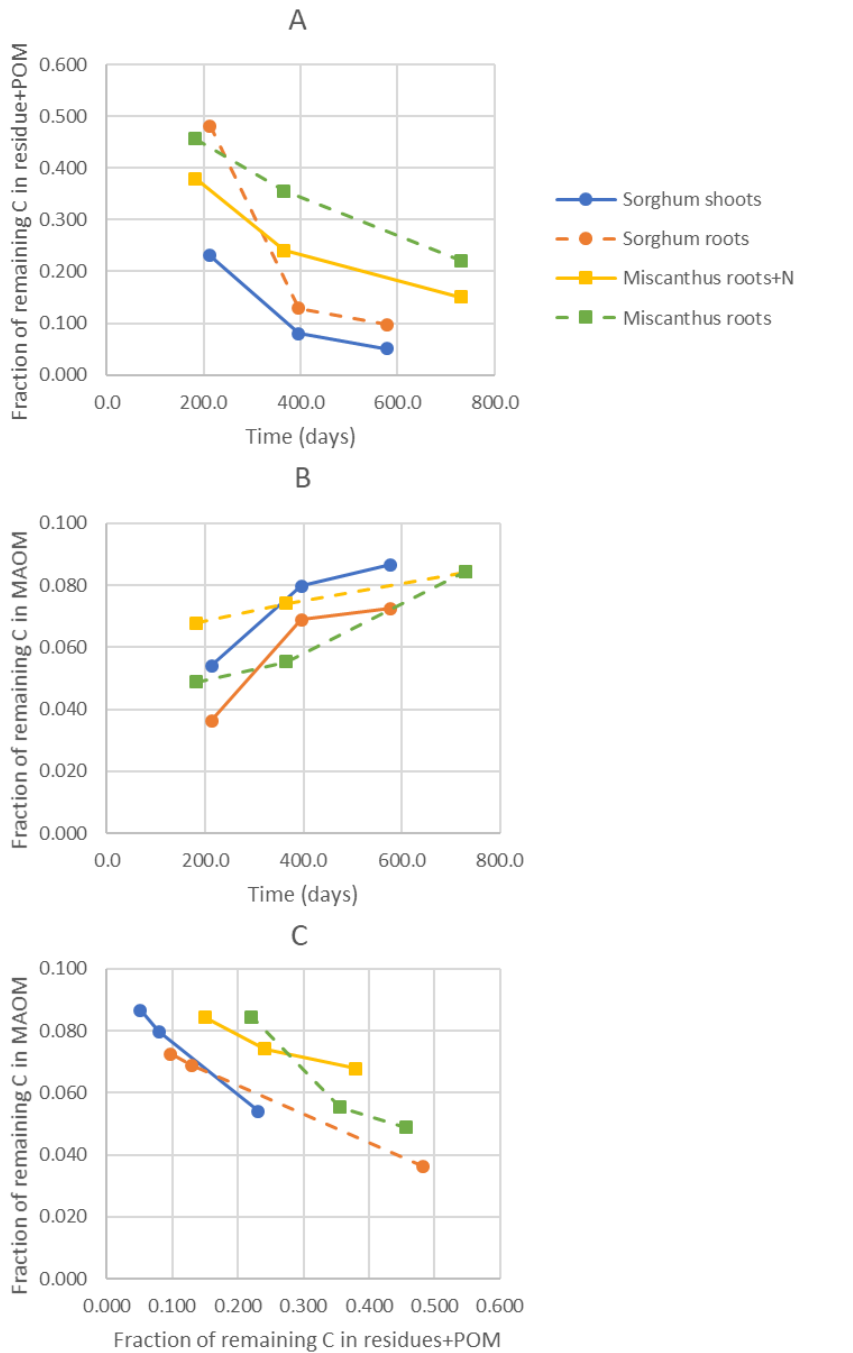 A
Fraction of remaining C in residue+POM
0.600
0.500
0.400
0.300
0.200
0.100
0.000
0.0 200.0 400.0 600.0 800.0
Time (days)
Sorghum shoots
Sorghum roots
Miscanthus roots+N
Miscanthus roots
B
Fraction of remaining C in MAOM
0.100
0.080
0.060
0.040
0.020
0.000
0.0 200.0 400.0 600.0 800.0
Time (days)
C
Fraction of remaining C in MAOM
0.100
0.080
0.060
0.040
0.020
0.000
0.000 0.100 0.200 0.300 0.400 0.500 0.600
Fraction of remaining C in residues+POM